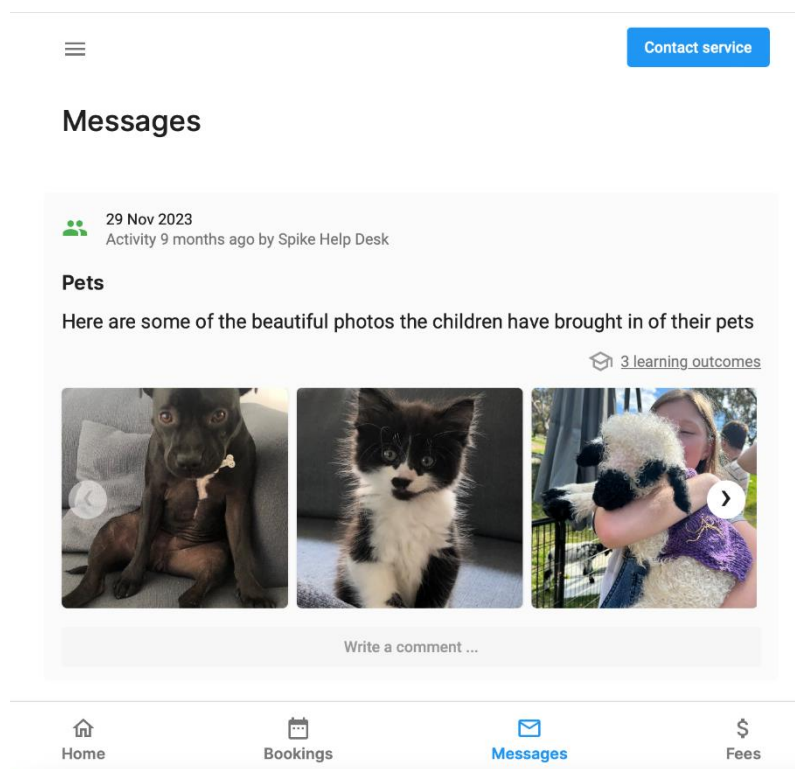 Contact service
Messages
29 Nov 2023
Activity 9 months ago by Spike Help Desk
Pets
Here are some of the beautiful photos the children have brought in of their pets
3 learning outcomes
Write a comment ...
Home
Bookings
Messages
Fees